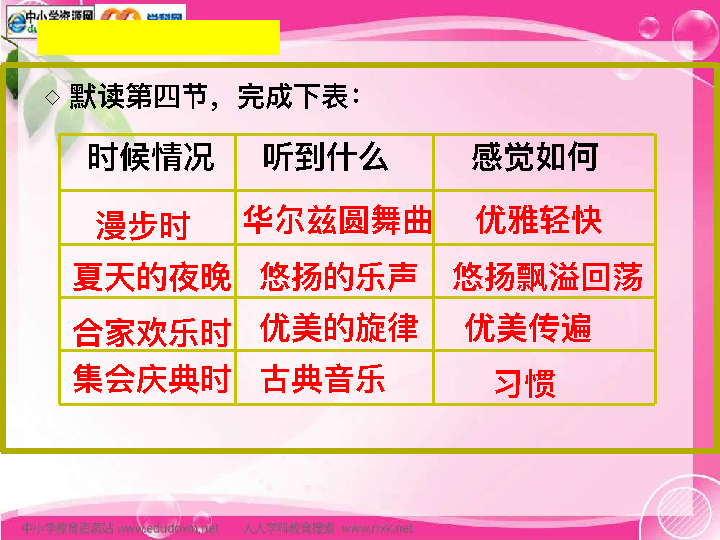 中小学资源网 学科网
默读第四节，完成下表：
时候情况 听到什么 感觉如何
漫步时 华尔兹圆舞曲 优雅轻快
夏天的夜晚 悠扬的乐声 悠扬飘溢回荡
合家欢乐时 优美的旋律 优美传遍
集会庆典时 古典音乐 习惯
中小学教育资源站 www.edudown.net 人人学科教育搜索 www.rrxk.net